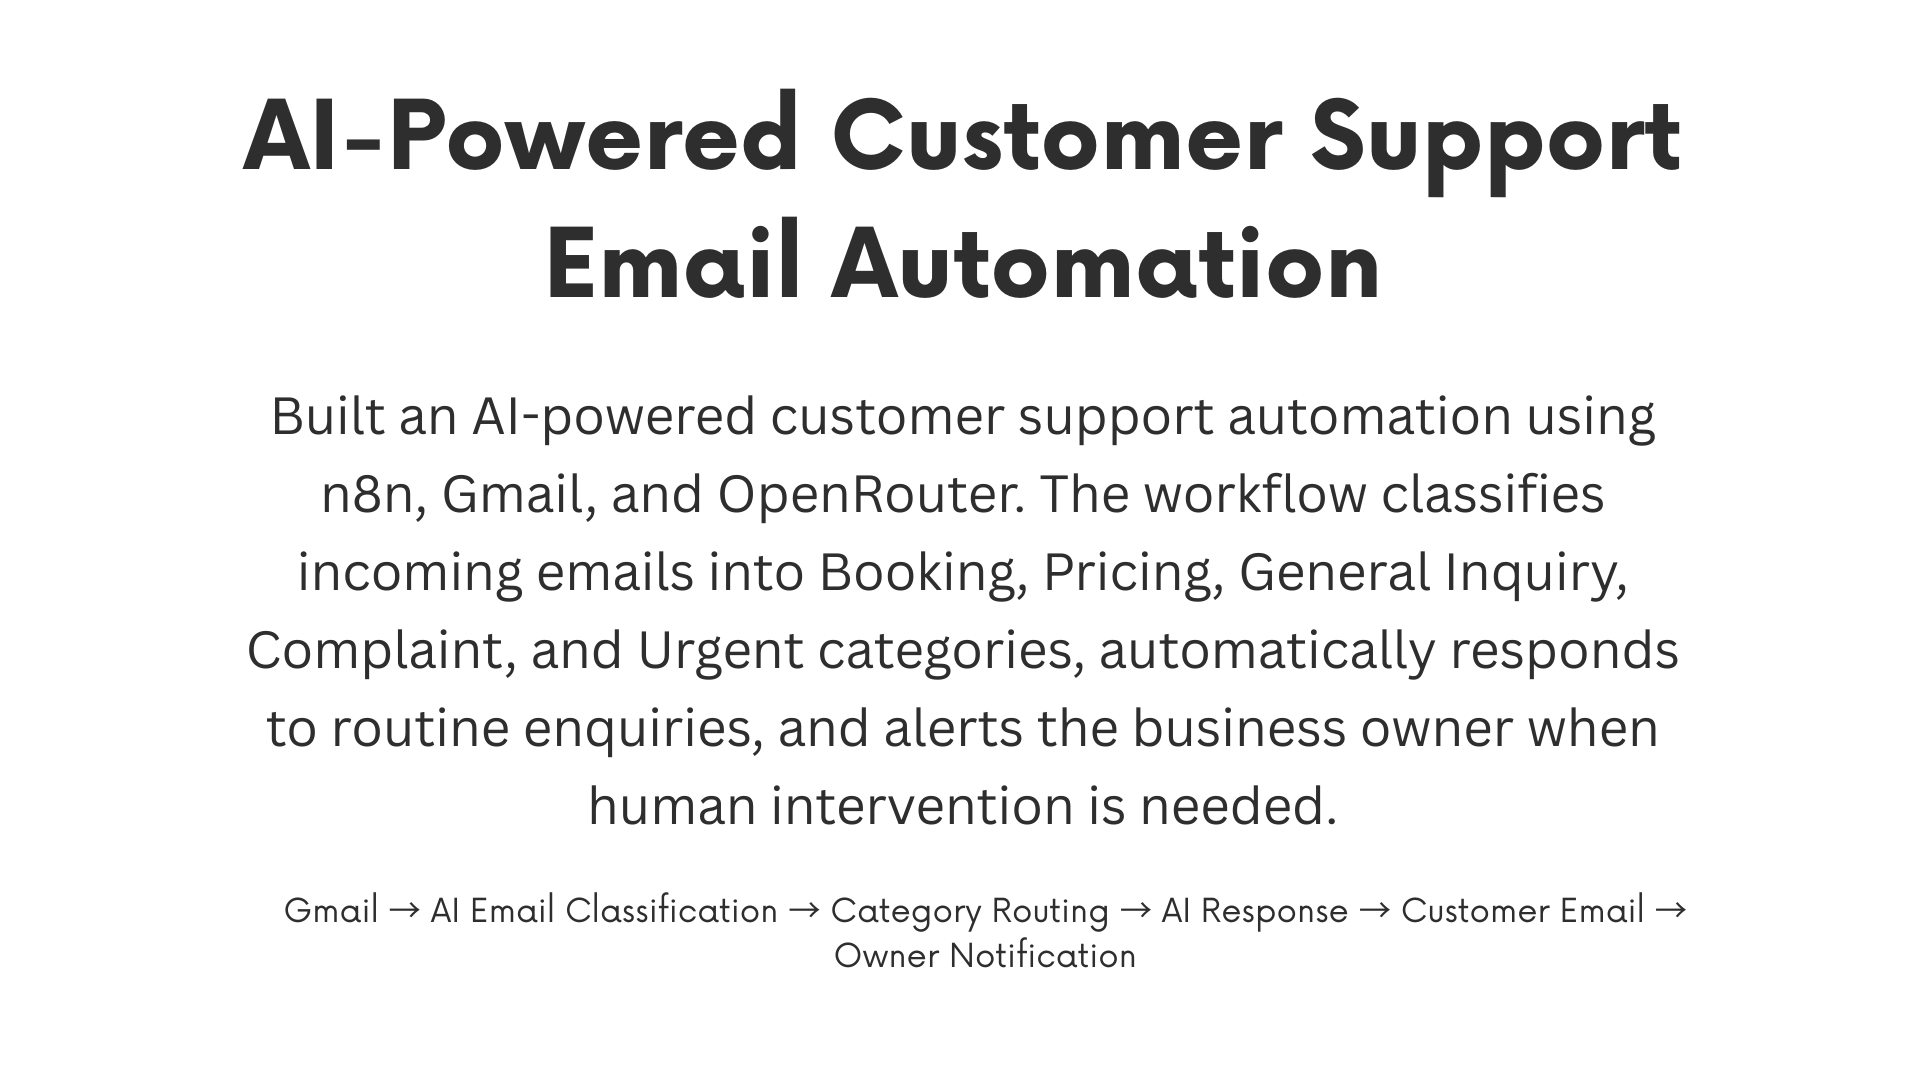 AI-Powered Customer Support
Email Automation
Built an AI-powered customer support automation using
n8n, Gmail, and OpenRouter. The workflow classifies
incoming emails into Booking, Pricing, General Inquiry,
Complaint, and Urgent categories, automatically responds
to routine enquiries, and alerts the business owner when
human intervention is needed.
Gmail → AI Email Classification → Category Routing → AI Response → Customer Email →
Owner Notification